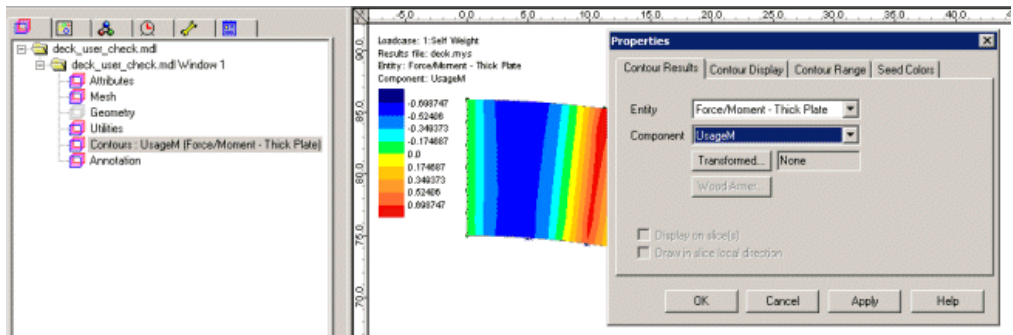 deck_user_check.mdl
deck_user_check.mdl Window 1
Attributes
Mesh
Geometry
Utilities
Contours : UsageM (Force/Moment - Thick Plate)
Annotation
-5,0 0,0 5,0 10,0 15,0 20,0 25,0 30,0 35,0 40,0
90,0
85,0
80,0
75,0
70,0
Loadcase: 1:Self Weight
Results file: deck.mys
Entity: Force/Moment - Thick Plate
Component: UsageM
-0.698747
-0.52406
-0.349373
-0.174687
0.0
0.174687
0.349373
0.52406
0.698747
Properties
Contour Results Contour Display Contour Range Seed Colors
Entity Force/Moment - Thick Plate
Component UsageM
Transformed... None
Wood Armer...
Display on slice(s)
Draw in slice local direction
OK Cancel Apply Help